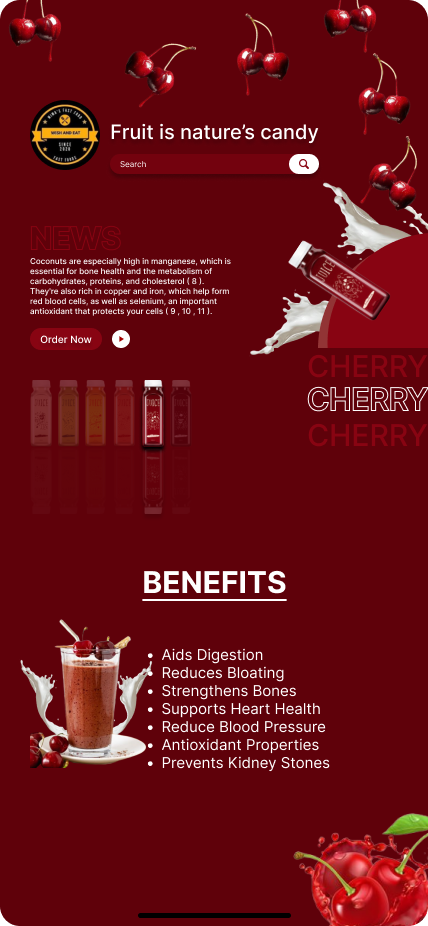 Fruit is nature’s candy
WISH AND EAT
SINCE
FAST FOODS
Search
NEWS
Coconuts are especially high in manganese, which is
essential for bone health and the metabolism of
carbohydrates, proteins, and cholesterol ( 8 ).
They’re also rich in copper and iron, which help form
red blood cells, as well as selenium, an important
antioxidant that protects your cells ( 9 , 10 , 11 ).
Order Now
JUICE
CHERRY
CHERRY
CHERRY
BENEFITS
Aids Digestion
Reduces Bloating
Strengthens Bones
Supports Heart Health
Reduce Blood Pressure
Antioxidant Properties
Prevents Kidney Stones